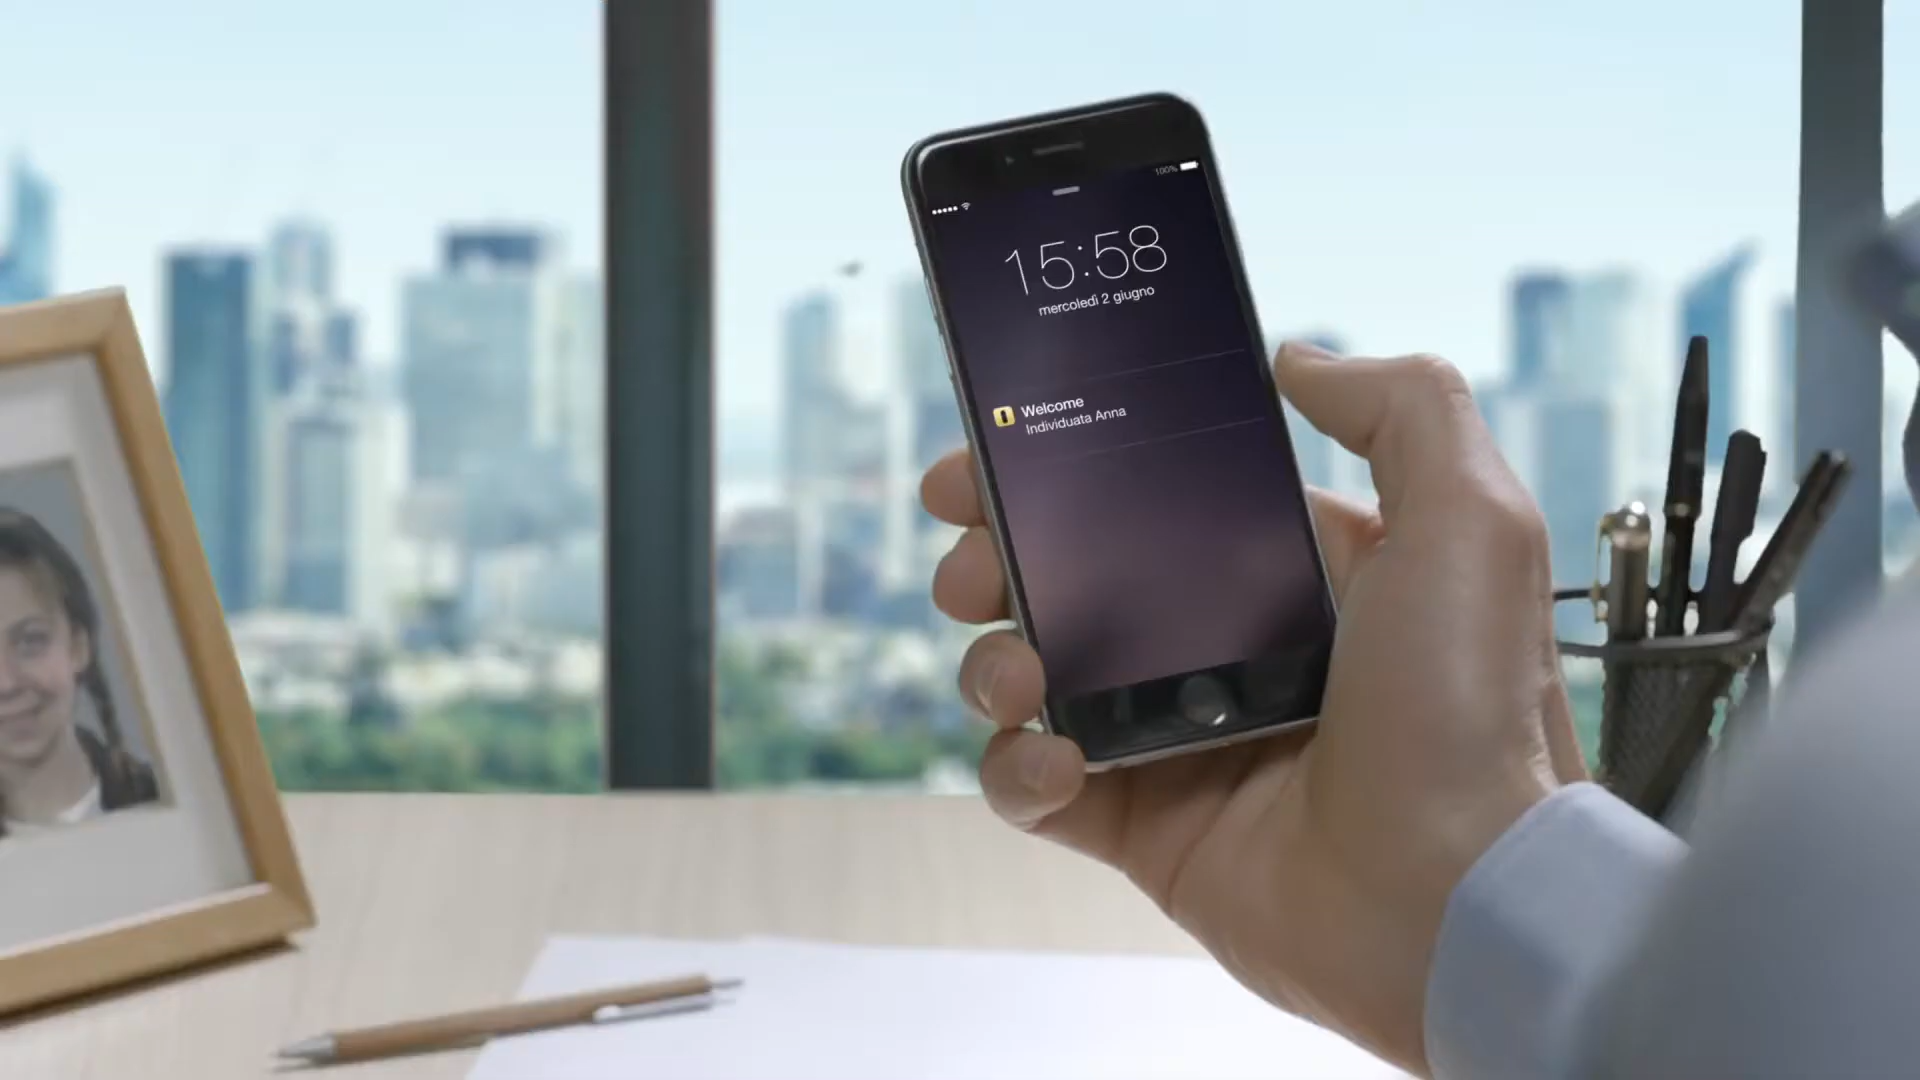 100%
15:58
mercoledì 2 giugno
Welcome
Individuata Anna